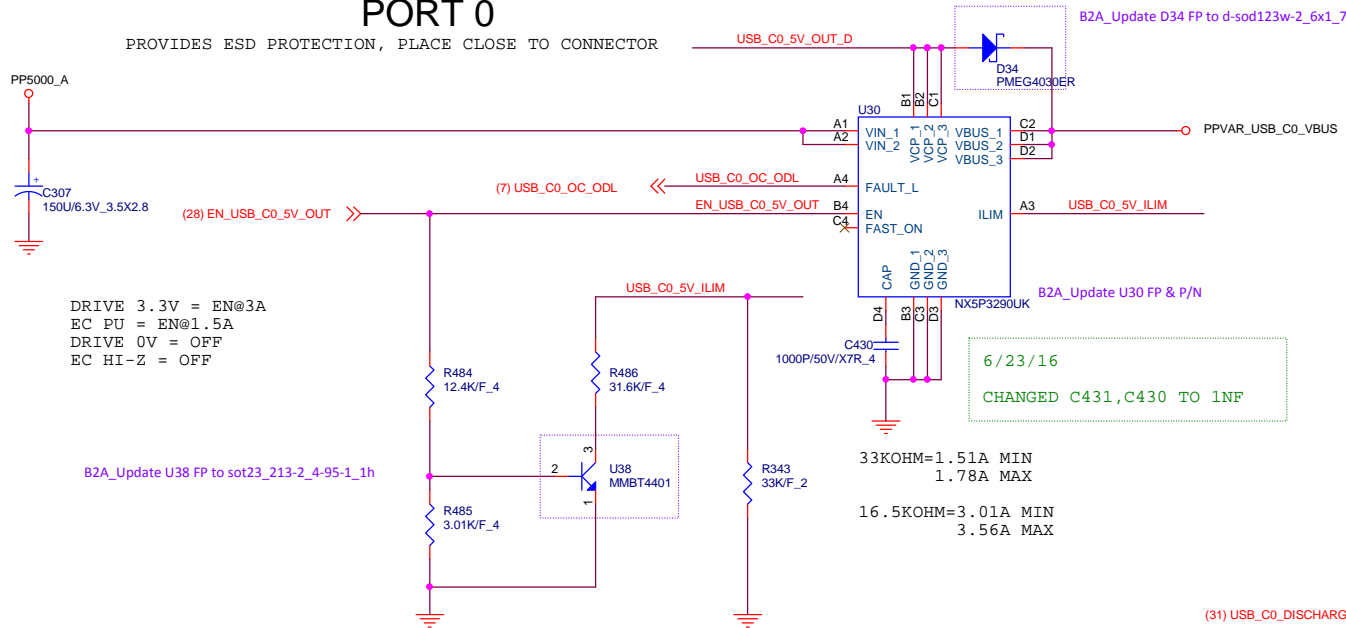 PORT 0
PROVIDES ESD PROTECTION, PLACE CLOSE TO CONNECTOR
USB_C0_5V_OUT_D
B2A_Update D34 FP to d-sod123w-2_6x1_7
D34
PMEG4030ER
PP5000_A
B1
B2
C1
U30
A1
A2
VIN_1
VIN_2
VCP_1
VCP_2
VCP_3
VBUS_1
VBUS_2
VBUS_3
C2
D1
D2
PPVAR_USB_C0_VBUS
C307
150U/6.3V_3.5X2.8
+
(7) USB_C0_OC_ODL
USB_C0_OC_ODL
A4
FAULT_L
(28) EN_USB_C0_5V_OUT
EN_USB_C0_5V_OUT
B4
EN
C4
FAST_ON
ILIM
A3
USB_C0_5V_ILIM
CAP
GND_1
GND_2
GND_3
NX5P3290UK
B2A_Update U30 FP & P/N
D4
B3
C3
D3
USB_C0_5V_ILIM
DRIVE 3.3V = EN@3A
EC PU = EN@1.5A
DRIVE 0V = OFF
EC HI-Z = OFF
C430
1000P/50V/X7R_4
6/23/16
CHANGED C431,C430 TO 1NF
R484
12.4K/F_4
R486
31.6K/F_4
B2A_Update U38 FP to sot23_213-2_4-95-1_1h
2
3
1
U38
MMBT4401
R343
33K/F_2
33KOHM=1.51A MIN
1.78A MAX
16.5KOHM=3.01A MIN
3.56A MAX
R485
3.01K/F_4
(31) USB_C0_DISCHARG